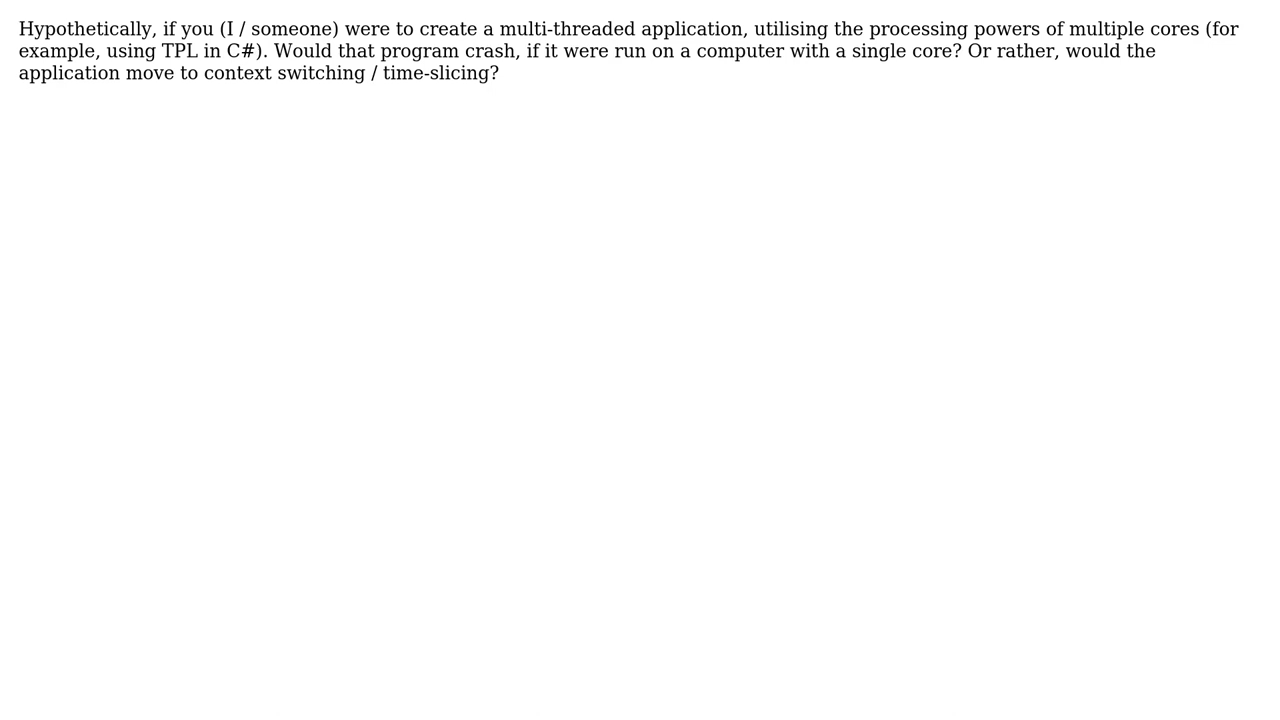 Hypothetically, if you (I / someone) were to create a multi-threaded application, utilising the processing powers of multiple cores (for
example, using TPL in C#). Would that program crash, if it were run on a computer with a single core? Or rather, would the
application move to context switching / time-slicing?